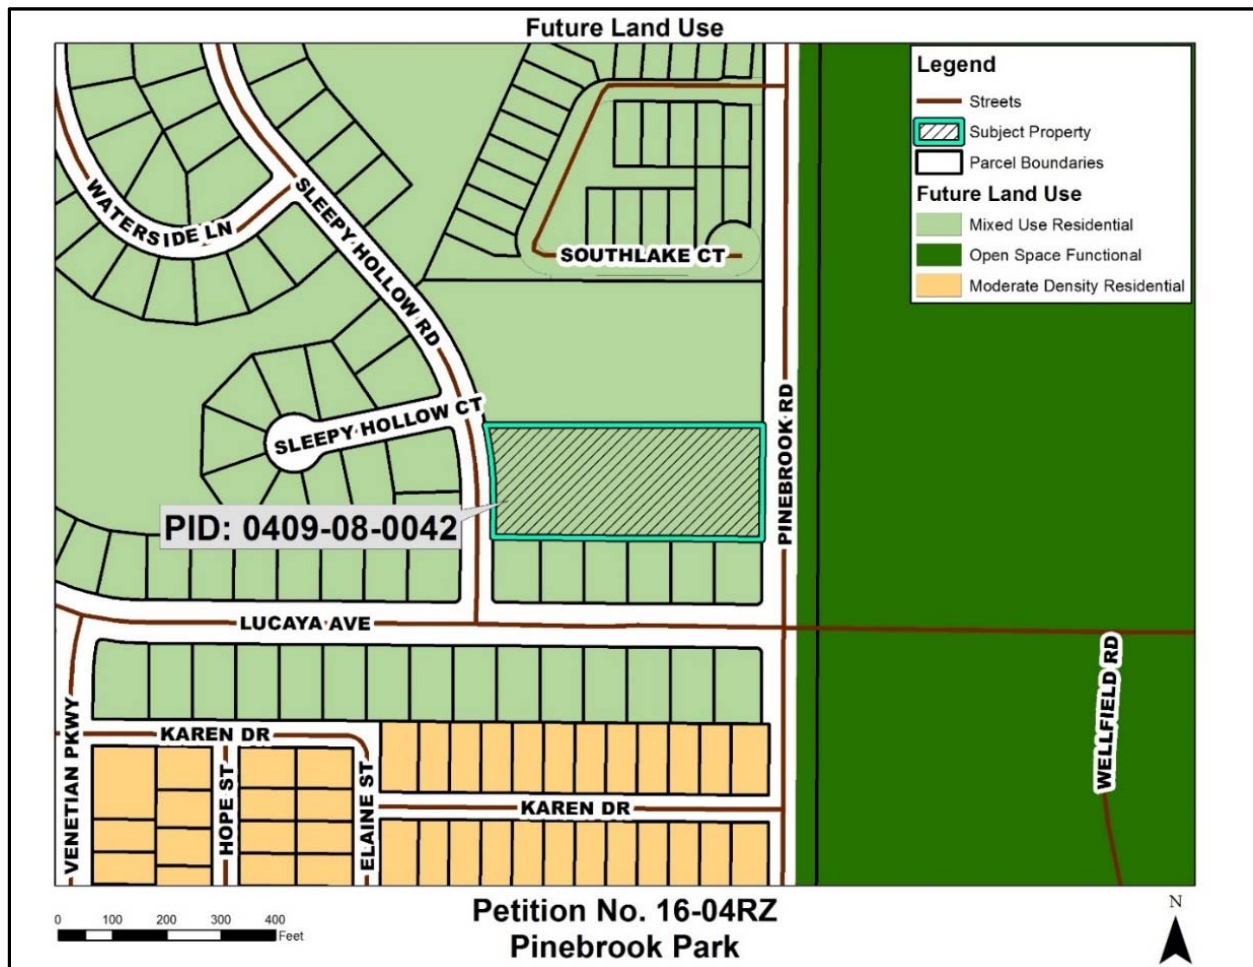 Future Land Use
Legend
Streets
Subject Property
Parcel Boundaries
Future Land Use
Mixed Use Residential
Open Space Functional
Moderate Density Residential
WATERSIDE LN
SLEEPY HOLLOW RD
SOUTHLAKE CT
SLEEPY HOLLOW CT
PINEBROOK RD
PID: 0409-08-0042
LUCAYA AVE
VENETIAN PKWY
KAREN DR
HOPE ST
ELAINE ST
KAREN DR
WELLFIELD RD
0 100 200 300 400
Feet
Petition No. 16-04RZ
Pinebrook Park
N